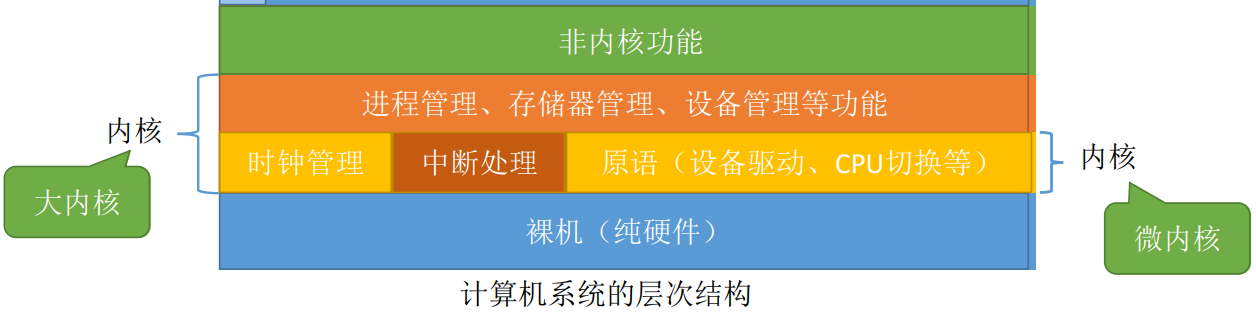 非内核功能
进程管理、存储器管理、设备管理等功能
内核
时钟管理
中断处理
原语（设备驱动、CPU切换等）
内核
大内核
裸机（纯硬件）
微内核
计算机系统的层次结构